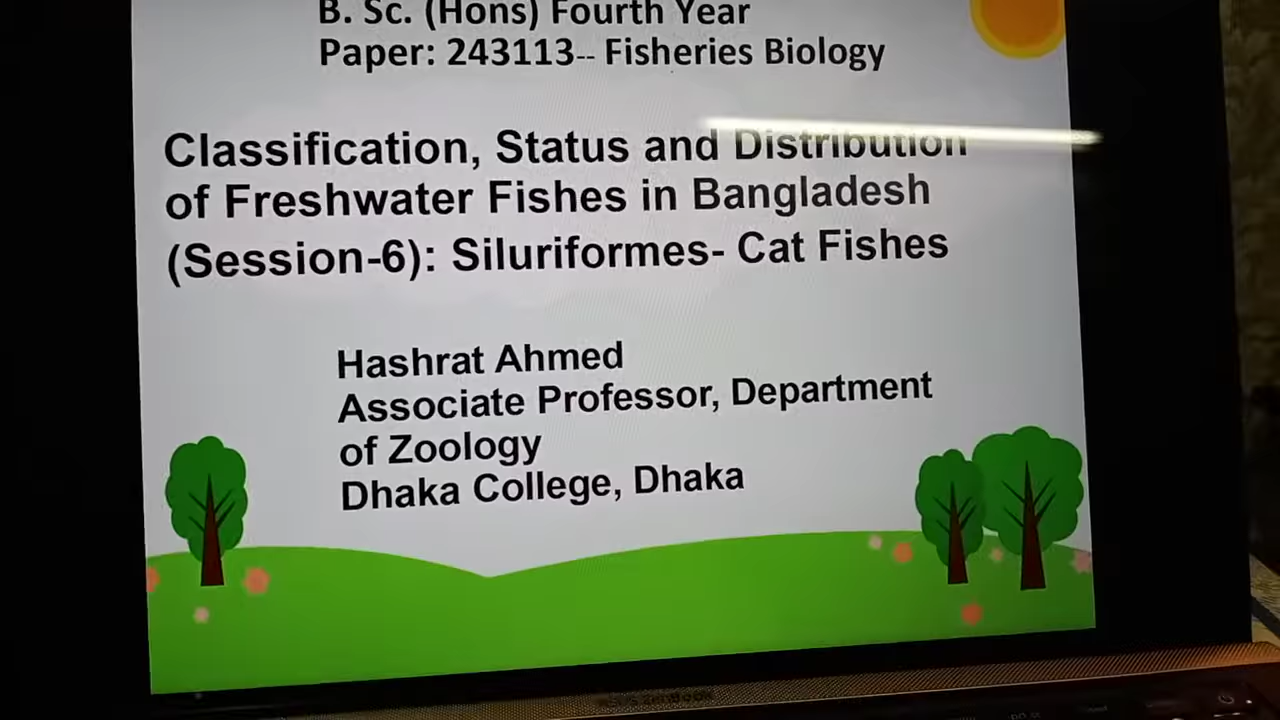 B. Sc. (Hons) Fourth Year
Paper: 243113-- Fisheries Biology
Classification, Status and Distribution
of Freshwater Fishes in Bangladesh
(Session-6): Siluriformes- Cat Fishes
Hashrat Ahmed
Associate Professor, Department
of Zoology
Dhaka College, Dhaka